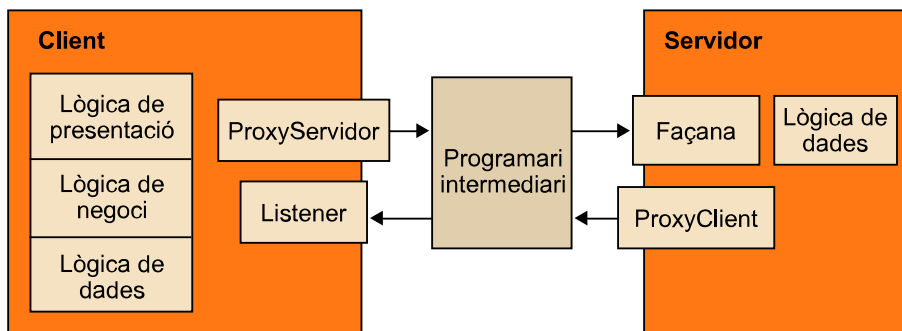 Client
Lògica de
presentació
Lògica de
negoci
Lògica de
dades
ProxyServidor
Listener
Programari
intermediari
Servidor
Façana
Lògica de
dades
ProxyClient